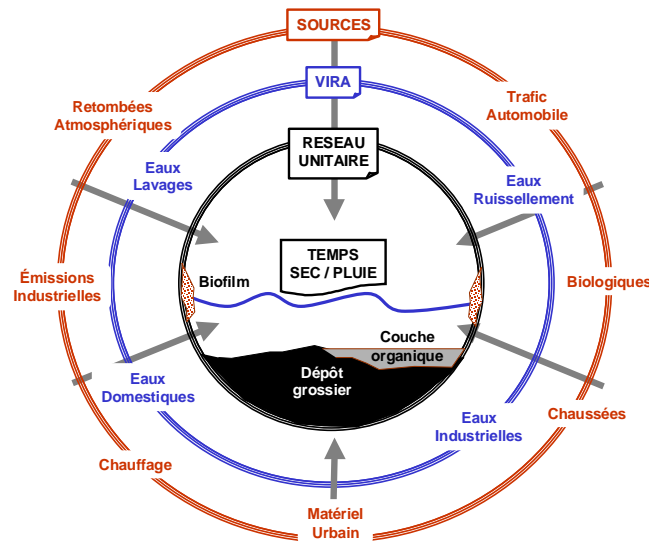 SOURCES
VIRA
Retombées
Atmosphériques
Trafic
Automobile
RESEAU
UNITAIRE
Eaux
Lavages
Eaux
Ruissellement
TEMPS
SEC / PLUIE
Émissions
Industrielles
Biofilm
Biologiques
Couche
organique
Dépôt
grossier
Eaux
Domestiques
Eaux
Industrielles
Chaussées
Chauffage
Matériel
Urbain